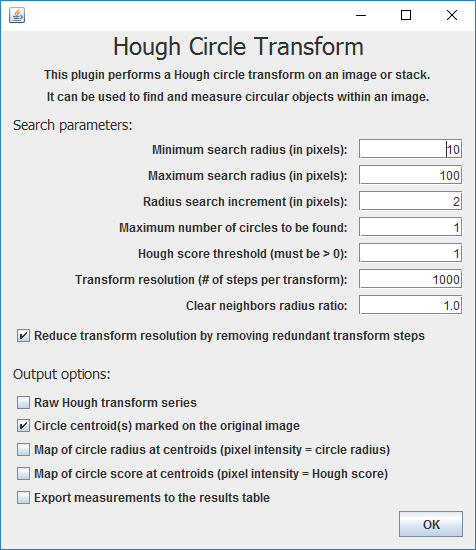 Hough Circle Transform
This plugin performs a Hough circle transform on an image or stack.
It can be used to find and measure circular objects within an image.
Search parameters:
Minimum search radius (in pixels): 10
Maximum search radius (in pixels): 100
Radius search increment (in pixels): 2
Maximum number of circles to be found: 1
Hough score threshold (must be > 0): 1
Transform resolution (# of steps per transform): 1000
Clear neighbors radius ratio: 1.0
Reduce transform resolution by removing redundant transform steps
Output options:
Raw Hough transform series
Circle centroid(s) marked on the original image
Map of circle radius at centroids (pixel intensity = circle radius)
Map of circle score at centroids (pixel intensity = Hough score)
Export measurements to the results table
OK